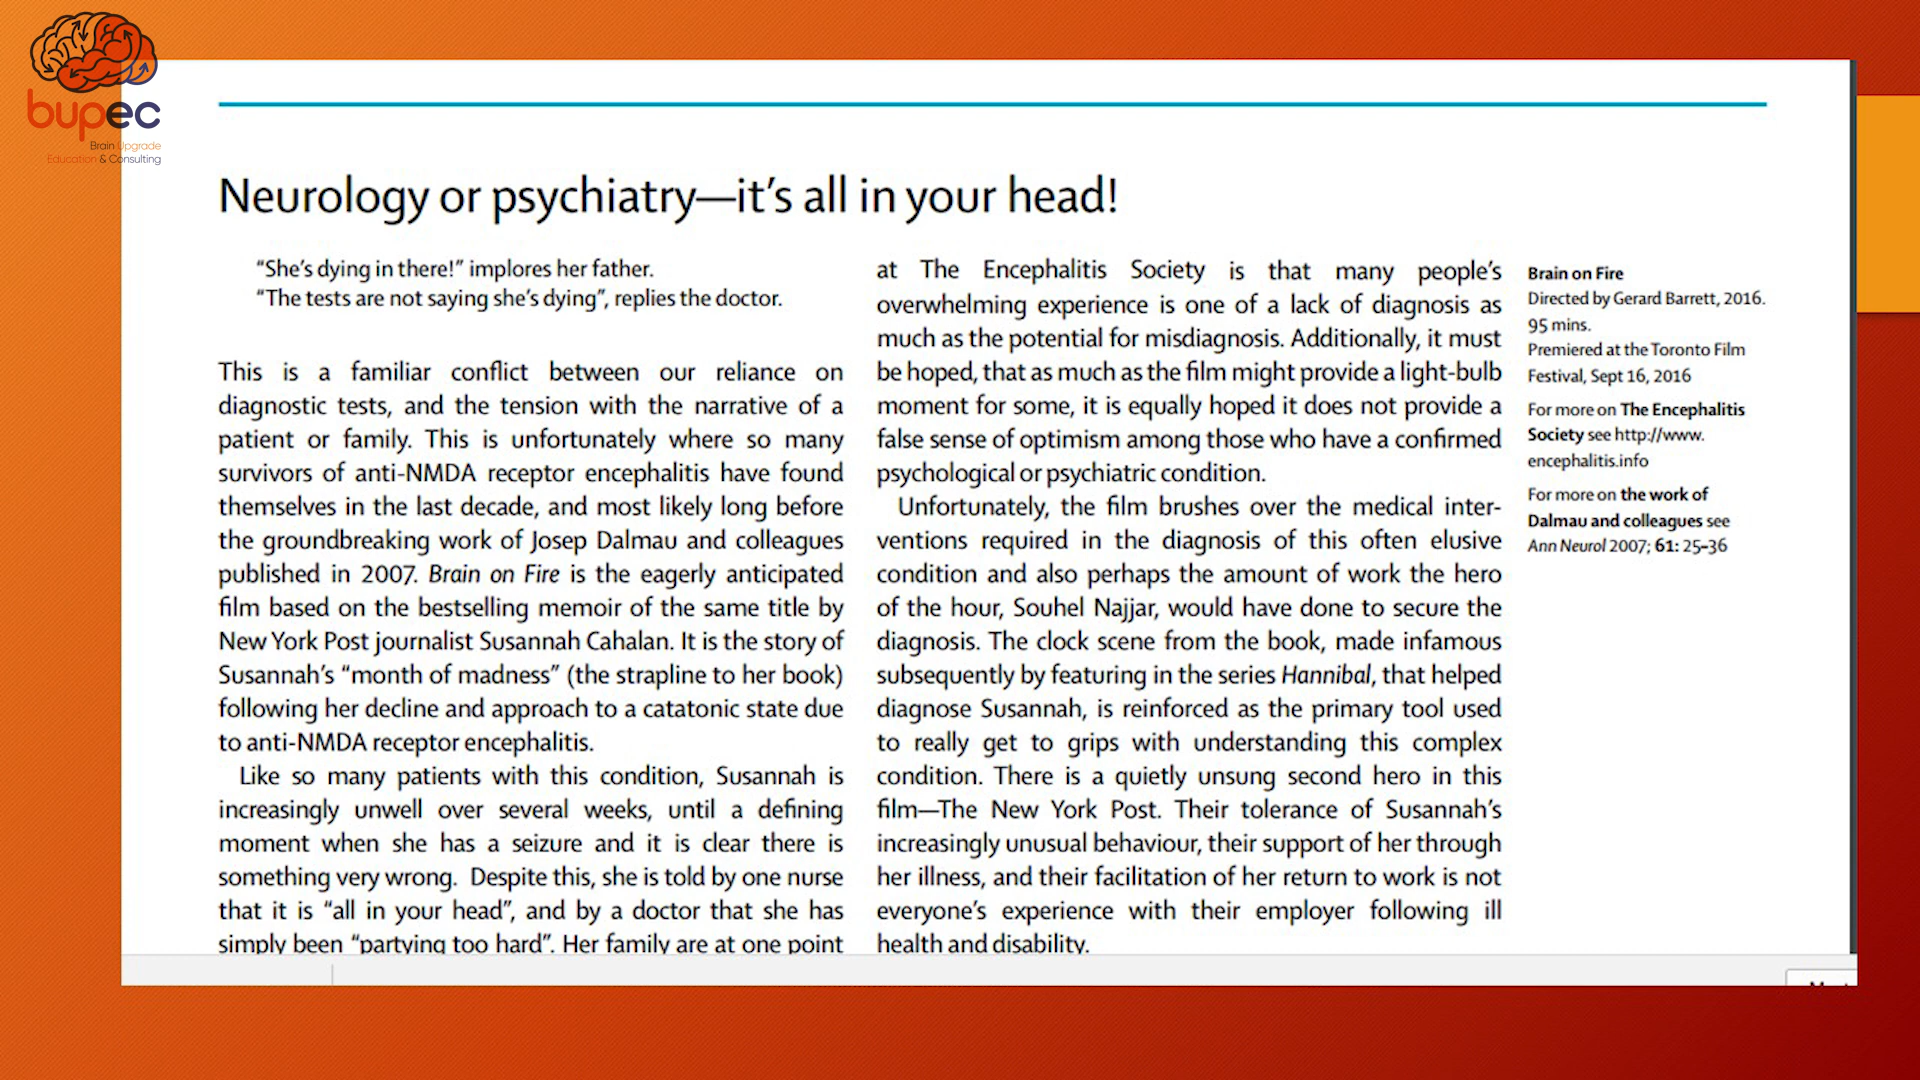 bupec
Brain Upgrade
Education & Consulting
Neurology or psychiatry—it's all in your head!
"She's dying in there!" implores her father.
"The tests are not saying she's dying", replies the doctor.
This is a familiar conflict between our reliance on
diagnostic tests, and the tension with the narrative of a
patient or family. This is unfortunately where so many
survivors of anti-NMDA receptor encephalitis have found
themselves in the last decade, and most likely long before
the groundbreaking work of Josep Dalmau and colleagues
published in 2007. Brain on Fire is the eagerly anticipated
film based on the bestselling memoir of the same title by
New York Post journalist Susannah Cahalan. It is the story of
Susannah's "month of madness" (the strapline to her book)
following her decline and approach to a catatonic state due
to anti-NMDA receptor encephalitis.
Like so many patients with this condition, Susannah is
increasingly unwell over several weeks, until a defining
moment when she has a seizure and it is clear there is
something very wrong. Despite this, she is told by one nurse
that it is "all in your head", and by a doctor that she has
simply been "partying too hard". Her family are at one point
at The Encephalitis Society is that many people's
overwhelming experience is one of a lack of diagnosis as
much as the potential for misdiagnosis. Additionally, it must
be hoped, that as much as the film might provide a light-bulb
moment for some, it is equally hoped it does not provide a
false sense of optimism among those who have a confirmed
psychological or psychiatric condition.
Unfortunately, the film brushes over the medical inter-
ventions required in the diagnosis of this often elusive
condition and also perhaps the amount of work the hero
of the hour, Souhel Najjar, would have done to secure the
diagnosis. The clock scene from the book, made infamous
subsequently by featuring in the series Hannibal, that helped
diagnose Susannah, is reinforced as the primary tool used
to really get to grips with understanding this complex
condition. There is a quietly unsung second hero in this
film—The New York Post. Their tolerance of Susannah's
increasingly unusual behaviour, their support of her through
her illness, and their facilitation of her return to work is not
everyone's experience with their employer following ill
health and disability.
Brain on Fire
Directed by Gerard Barrett, 2016.
95 mins.
Premiered at the Toronto Film
Festival, Sept 16, 2016
For more on The Encephalitis
Society see http://www.
encephalitis.info
For more on the work of
Dalmau and colleagues see
Ann Neurol 2007; 61: 25–36